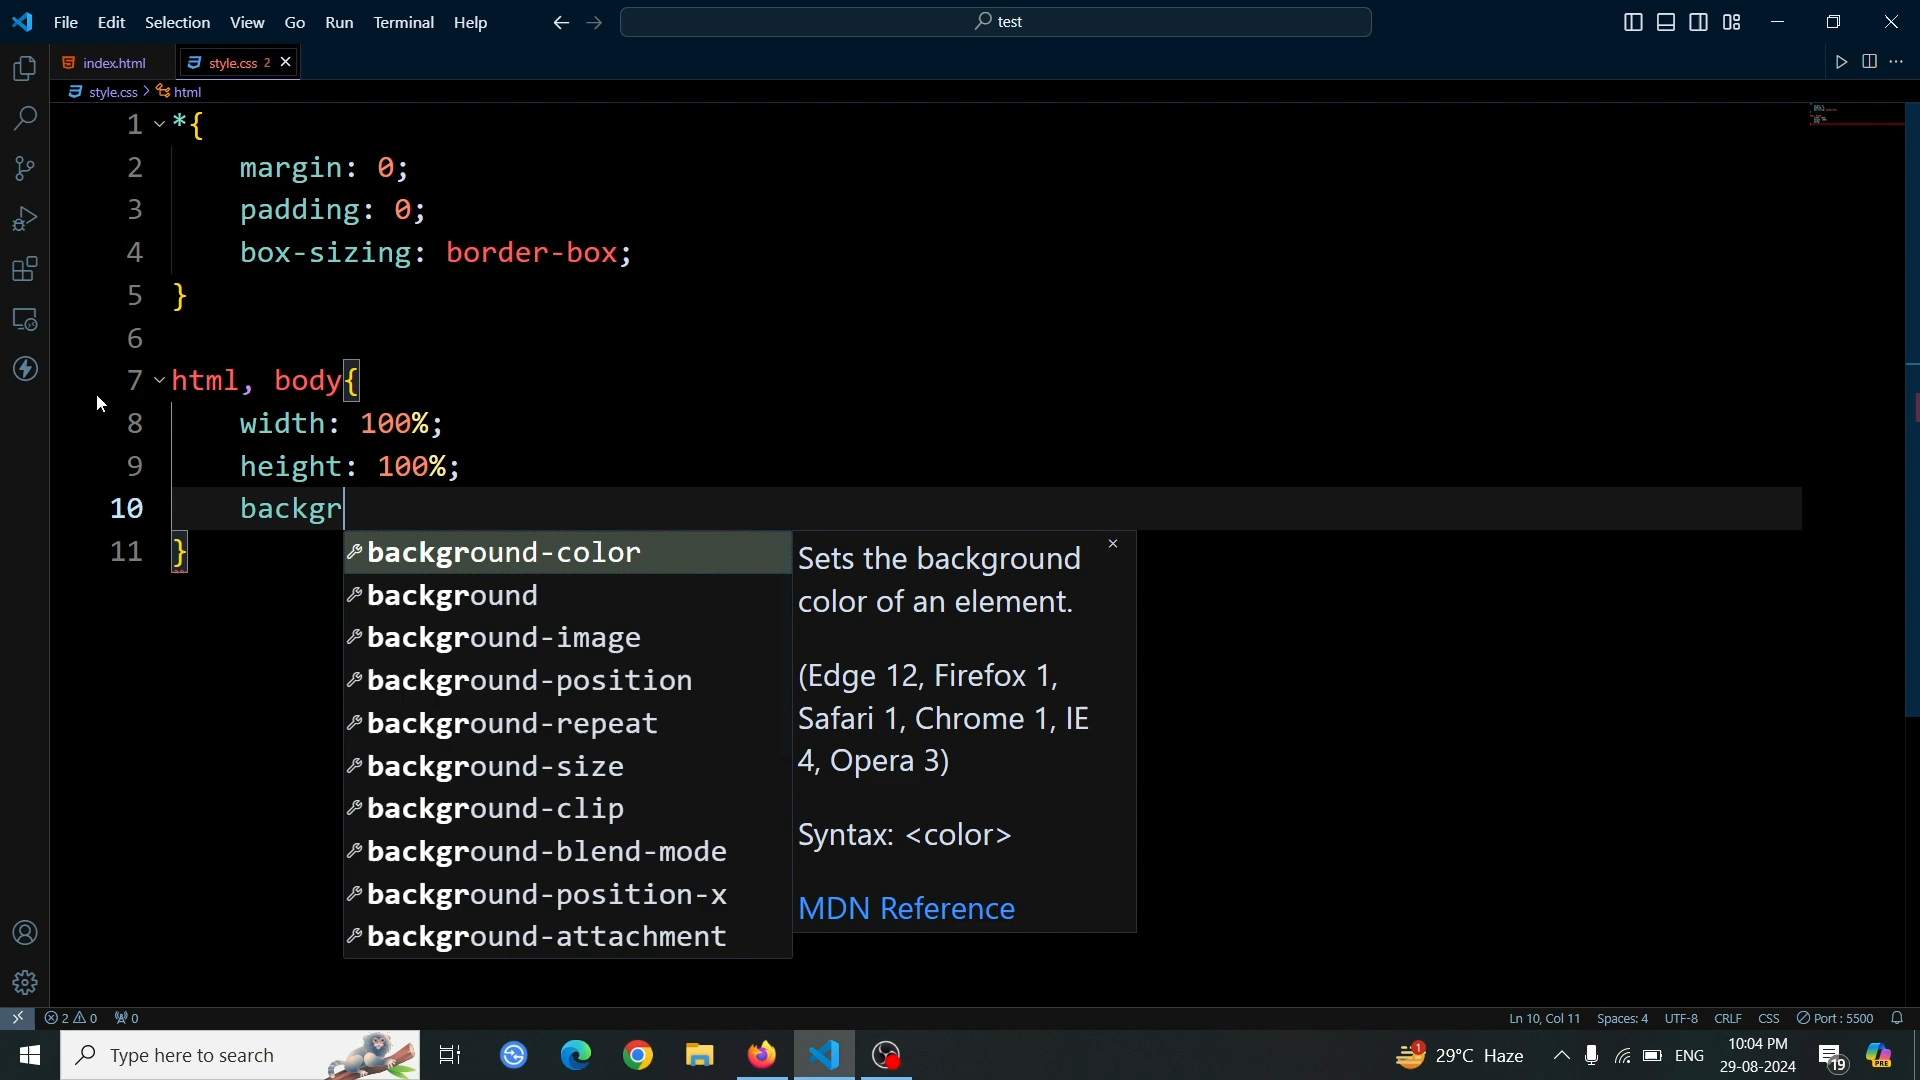 File Edit Selection View Go Run Terminal Help
test
index.html
style.css 2
style.css > html
1 *{
2 margin: 0;
3 padding: 0;
4 box-sizing: border-box;
5 }
6
7 html, body{
8 width: 100%;
9 height: 100%;
10 backgr
11 }
background-color
background
background-image
background-position
background-repeat
background-size
background-clip
background-blend-mode
background-position-x
background-attachment
Sets the background
color of an element.
(Edge 12, Firefox 1,
Safari 1, Chrome 1, IE
4, Opera 3)
Syntax: <color>
MDN Reference
2 0 0
Ln 10, Col 11 Spaces: 4 UTF-8 CRLF CSS Port : 5500
Type here to search
1 29°C Haze
ENG
10:04 PM
29-08-2024
19
PRE